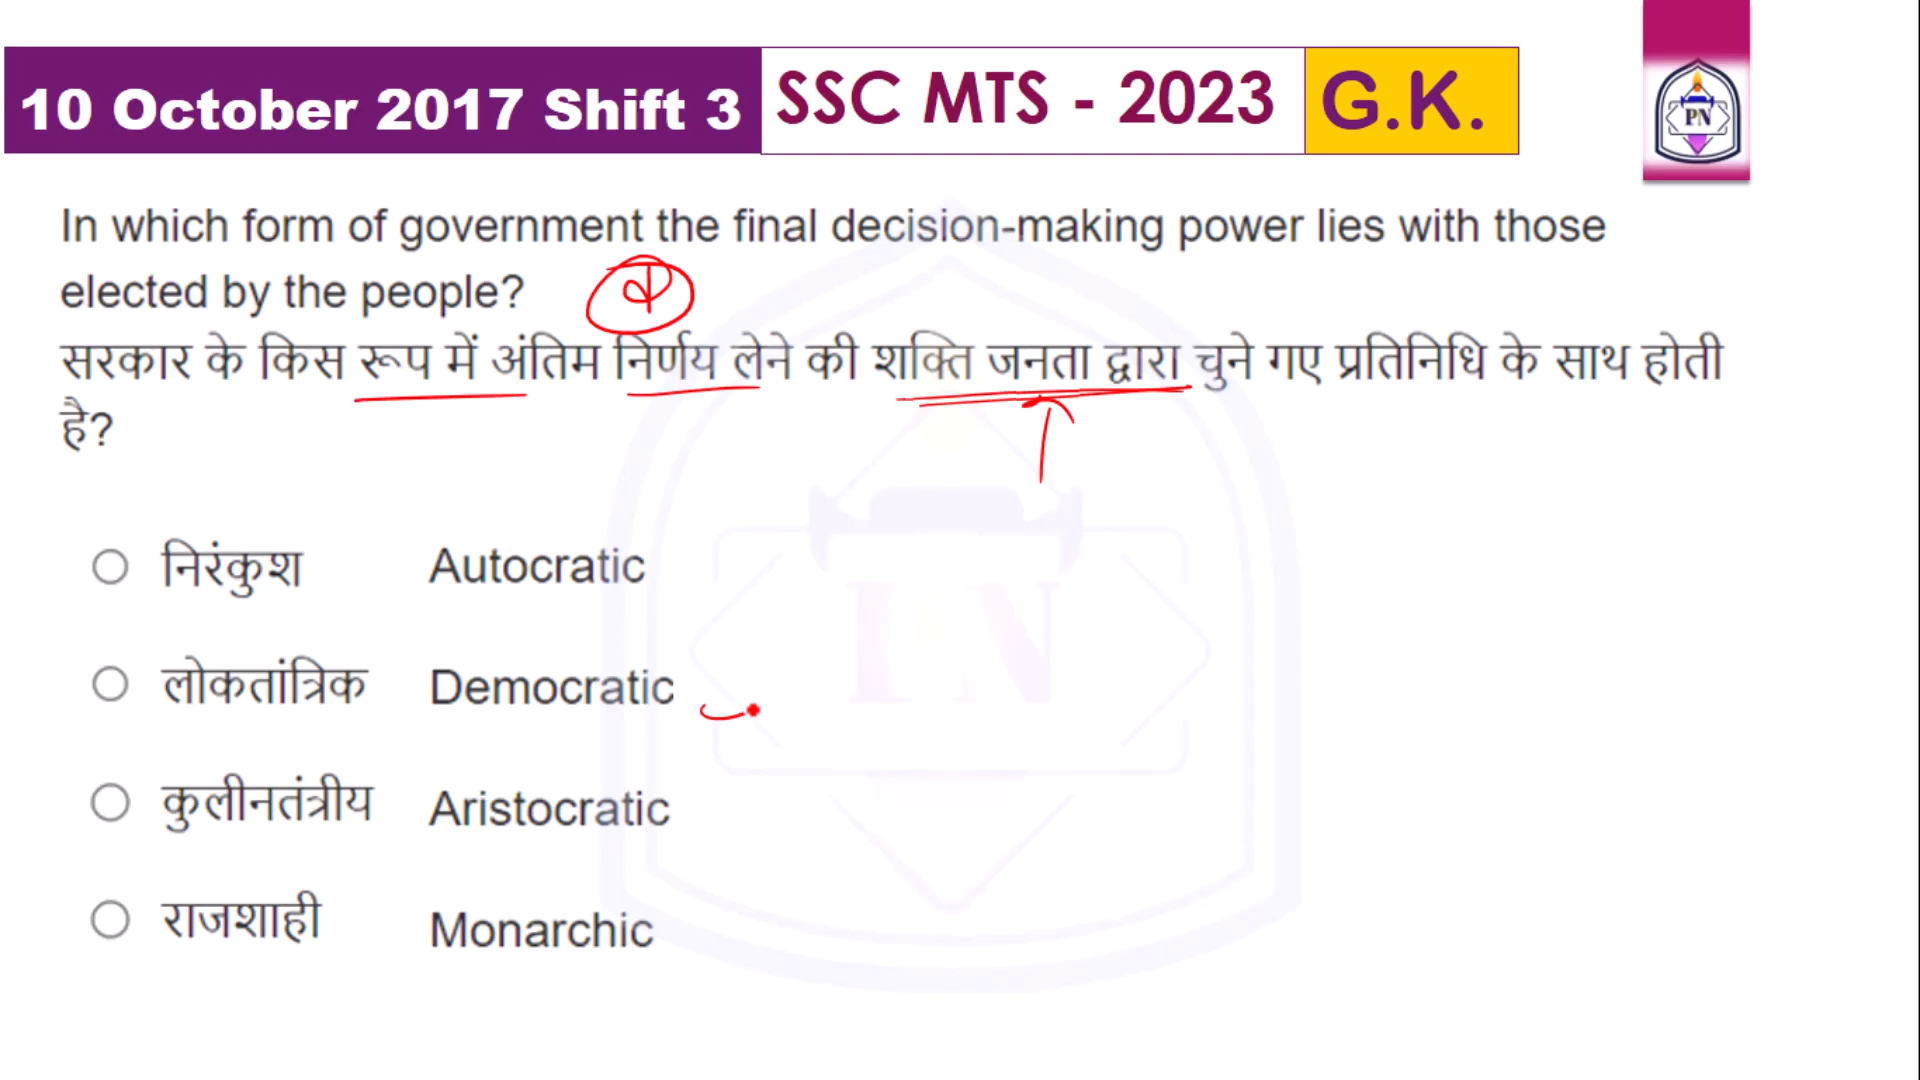 10 October 2017 Shift 3 SSC MTS - 2023 G.K.
PN
In which form of government the final decision-making power lies with those
elected by the people?
सरकार के किस रूप में अंतिम निर्णय लेने की शक्ति जनता द्वारा चुने गए प्रतिनिधि के साथ होती
है?
निरंकुश Autocratic
लोकतांत्रिक Democratic
PN
कुलीनतंत्रीय Aristocratic
राजशाही Monarchic